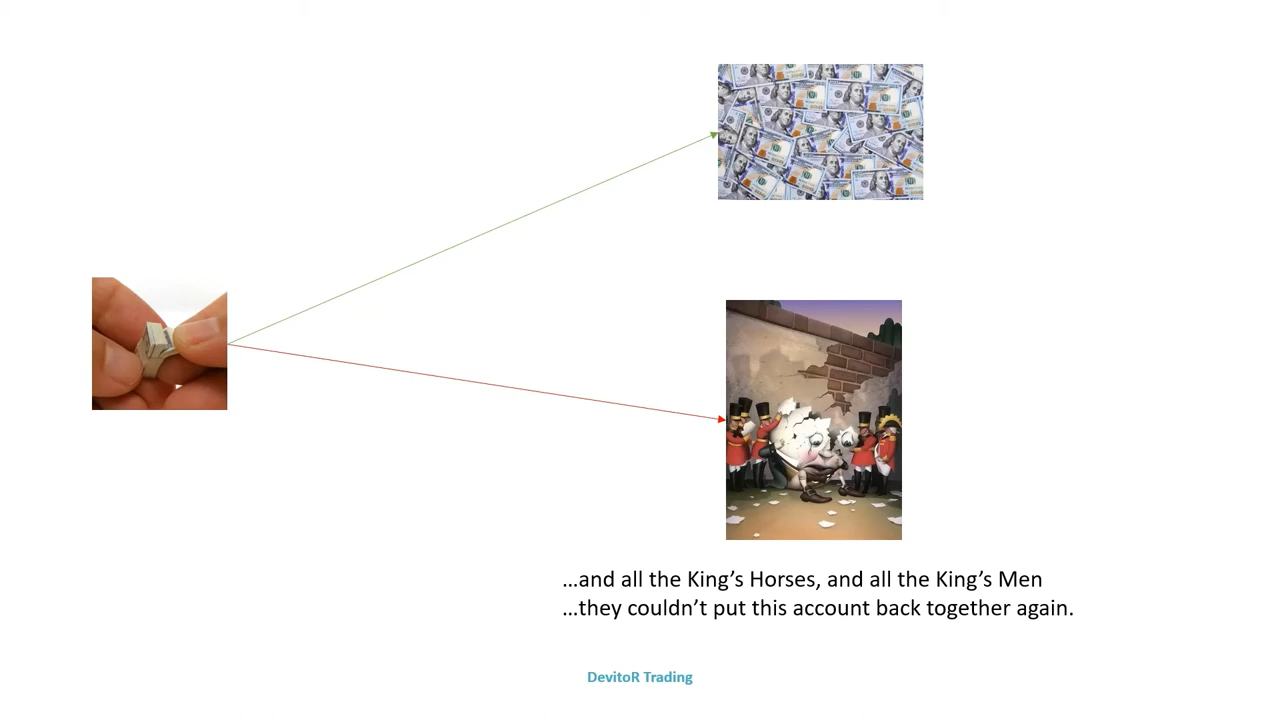 …and all the King’s Horses, and all the King’s Men
…they couldn’t put this account back together again.
DevitoR Trading